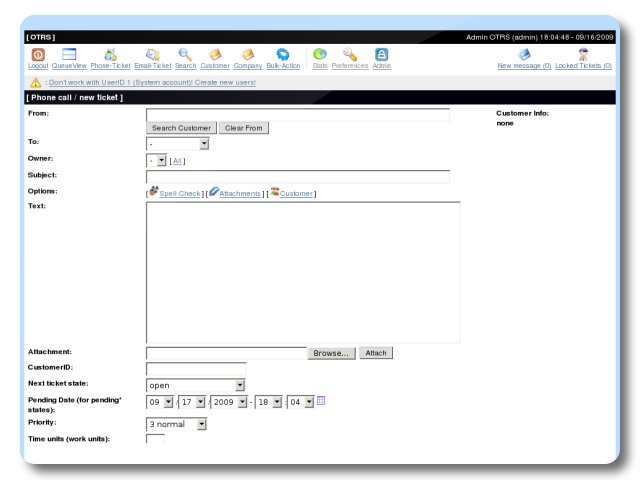 [ OTRS ] Admin OTRS (admin) 18:04:48 - 09/16/2009
Logout QueueView Phone-Ticket Email-Ticket Search Customer Company Bulk-Action Stats Preferences Admin New message (0) Locked Tickets (0)
: Don't work with UserID 1 (System account)! Create new users!
[ Phone call / new ticket ]
From: Customer Info:
none
Search Customer Clear From
To: -
Owner: - [ All ]
Subject:
Options: [ Spell Check ] [ Attachments ] [ Customer ]
Text:
Attachment: Browse... Attach
CustomerID:
Next ticket state: open
Pending Date (for pending* 09 / 17 / 2009 - 18 : 04
states):
Priority: 3 normal
Time units (work units):